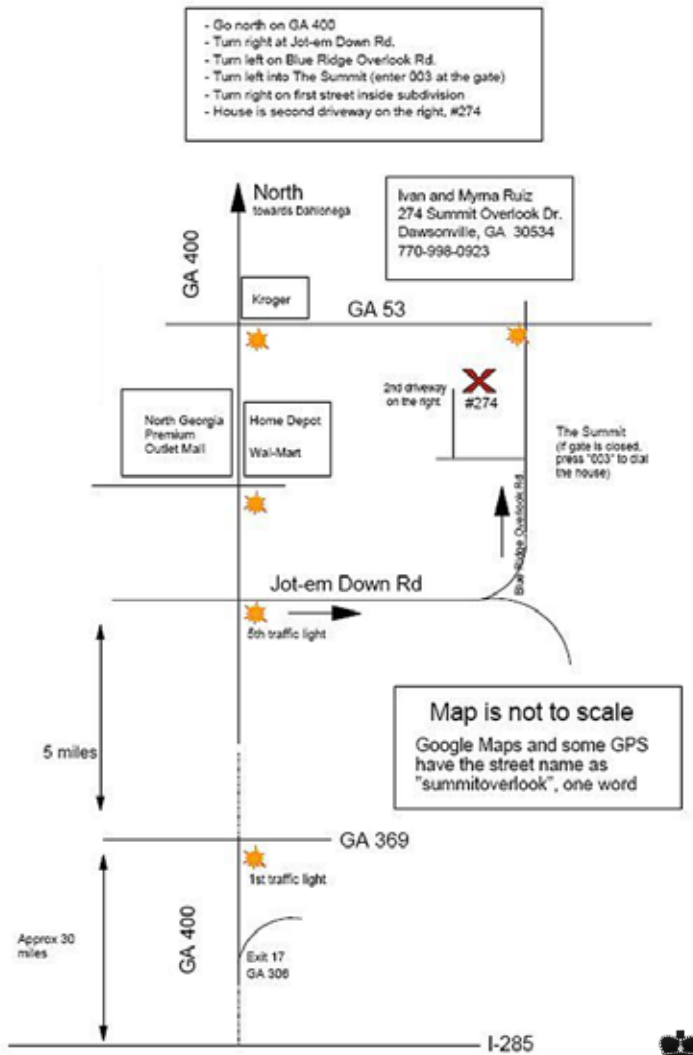 - Go north on GA 400
- Turn right at Jot-em Down Rd.
- Turn left on Blue Ridge Overlook Rd.
- Turn left into The Summit (enter 003 at the gate)
- Turn right on first street inside subdivision
- House is second driveway on the right, #274
North
towards Dahlonega
Ivan and Myrna Ruiz
274 Summit Overlook Dr.
Dawsonville, GA 30534
770-998-0923
GA 400
Kroger
GA 53
2nd driveway
on the right
#274
North Georgia
Premium
Outlet Mall
Home Depot
Wal-Mart
The Summit
(If gate is closed,
press "003" to dial
the house)
Blue Ridge Overlook Rd.
Jot-em Down Rd
5th traffic light
Map is not to scale
Google Maps and some GPS
have the street name as
"summitoverlook", one word
5 miles
GA 369
1st traffic light
GA 400
Approx 30
miles
Exit 17
GA 306
I-285